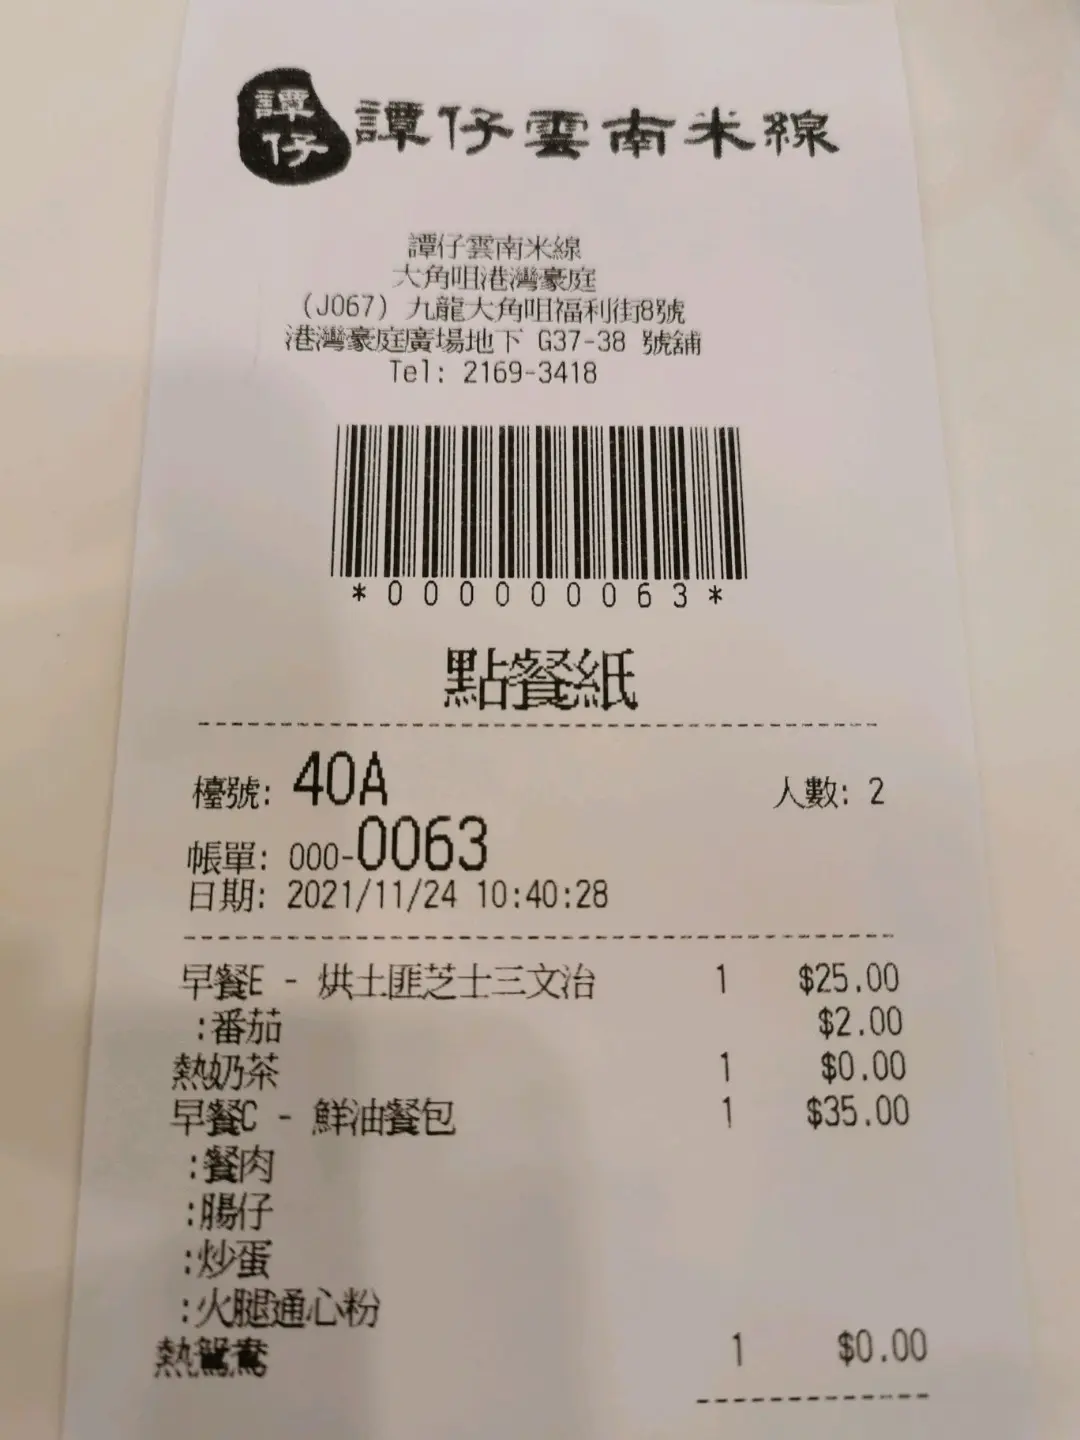 譚仔
譚仔雲南米線
譚仔雲南米線
大角咀港灣豪庭
(J067) 九龍大角咀福利街8號
港灣豪庭廣場地下 G37-38 號舖
Tel: 2169-3418
*000000063*
點餐紙
檯號: 40A 人數: 2
帳單: 000-0063
日期: 2021/11/24 10:40:28
早餐E - 烘土匪芝士三文治 1 $25.00
:番茄 $2.00
熱奶茶 1 $0.00
早餐C - 鮮油餐包 1 $35.00
:餐肉
:腸仔
:炒蛋
:火腿通心粉
熱鴛鴦 1 $0.00